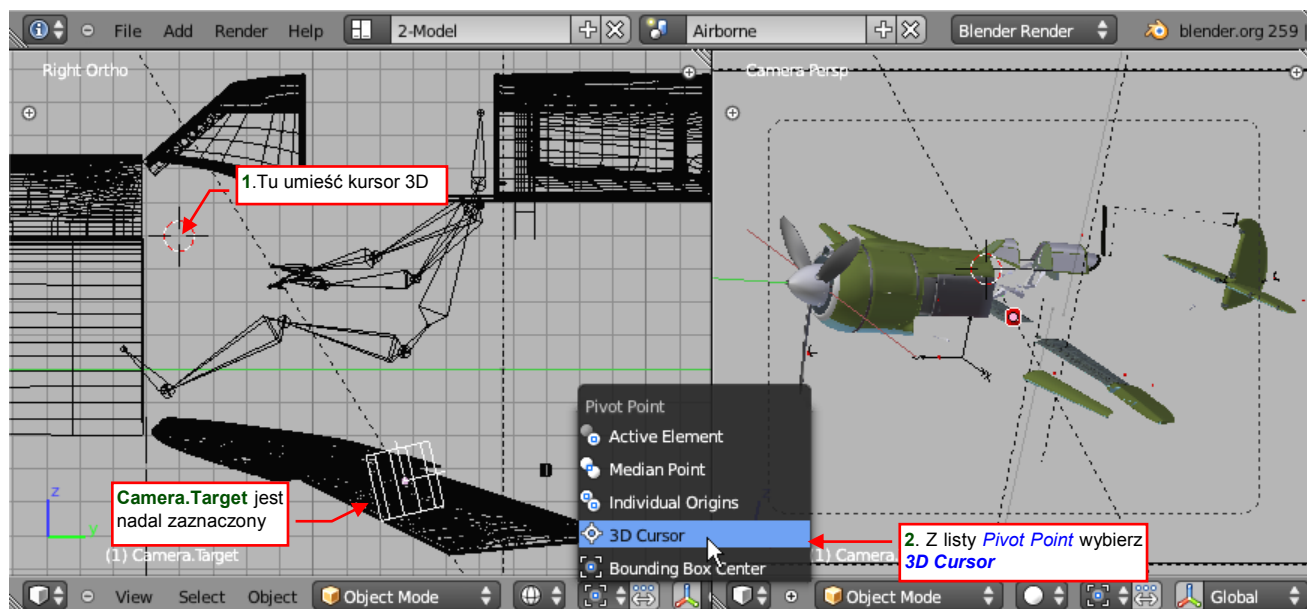 File Add Render Help 2-Model Airborne Blender Render blender.org 259
Right Ortho
Camera Persp
1.Tu umieść kursor 3D
Pivot Point
Active Element
Median Point
Individual Origins
3D Cursor
Bounding Box Center
Camera.Target jest
nadal zaznaczony
2. Z listy Pivot Point wybierz
3D Cursor
z
y
(1) Camera.Target
(1) Camera.
View Select Object Object Mode
Object Mode Global